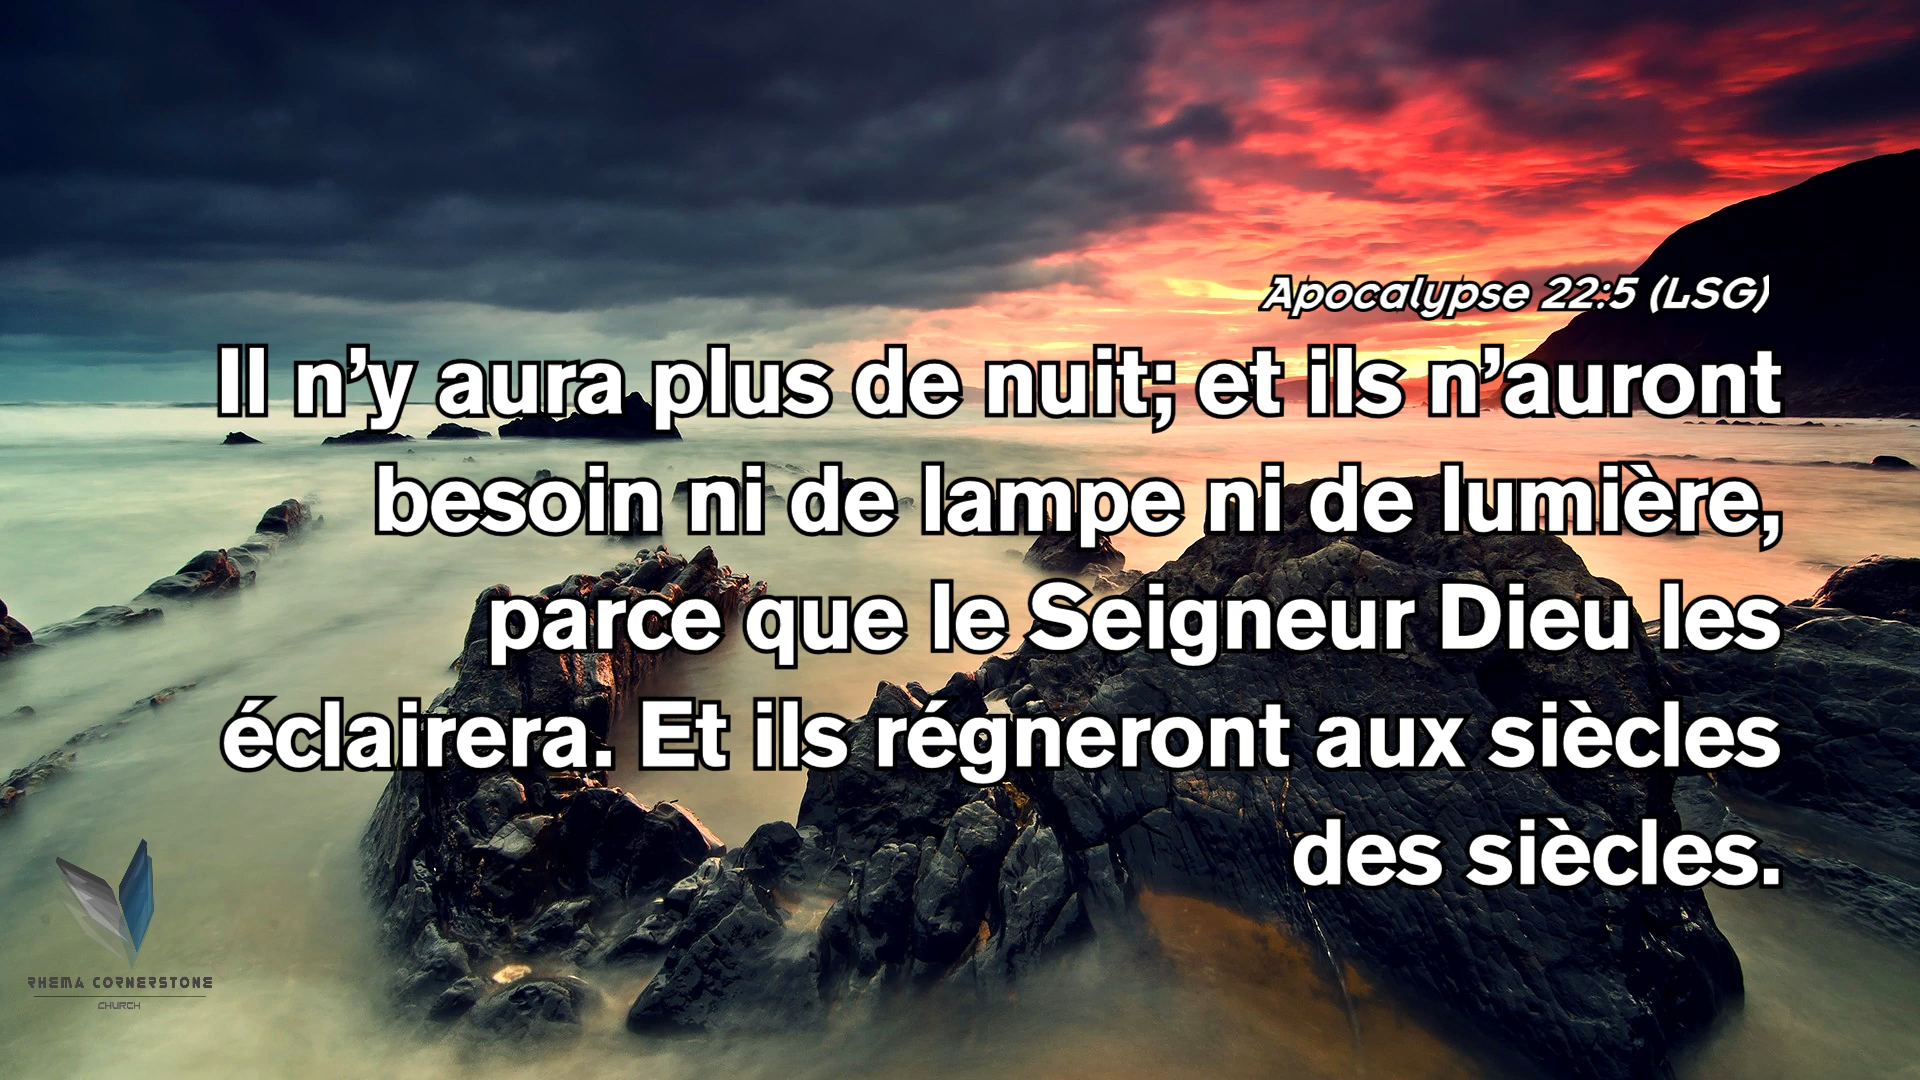 Apocalypse 22:5 (LSG)
Il n’y aura plus de nuit; et ils n’auront
besoin ni de lampe ni de lumière,
parce que le Seigneur Dieu les
éclairera. Et ils régneront aux siècles
des siècles.
RHEMA CORNERSTONE
CHURCH